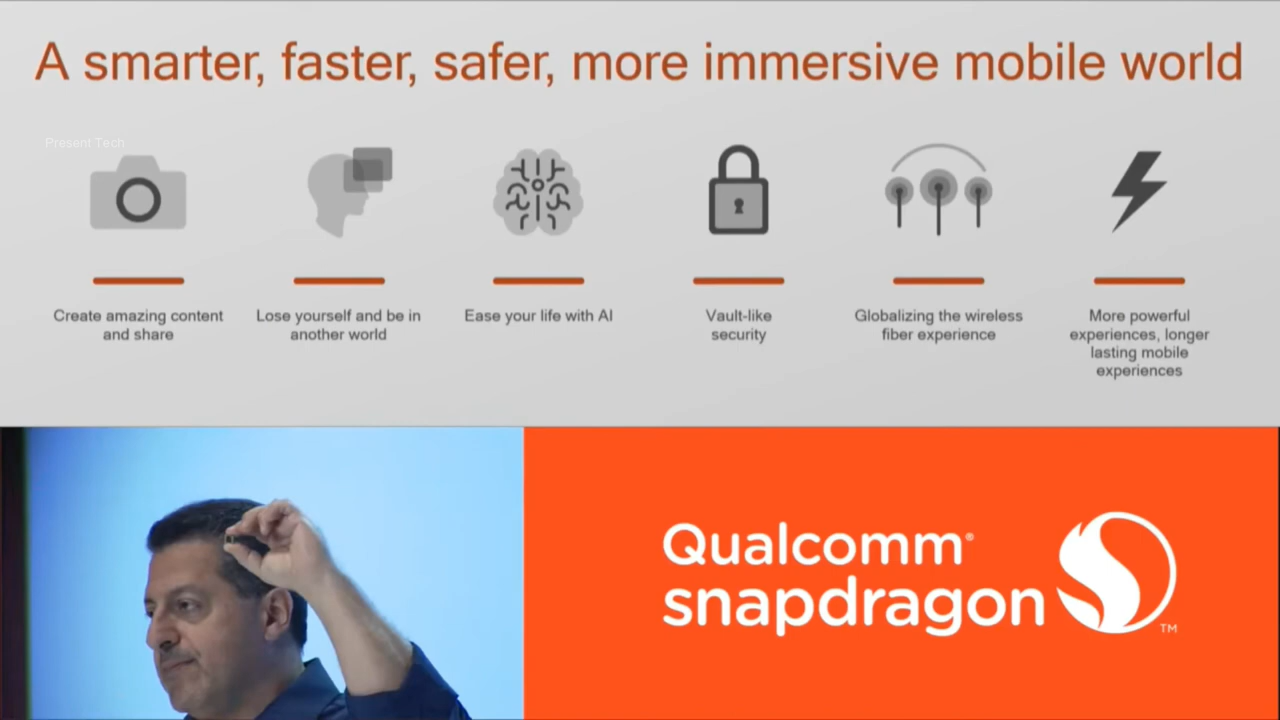 A smarter, faster, safer, more immersive mobile world
Present Tech
Create amazing content
and share
Lose yourself and be in
another world
Ease your life with AI
Vault-like
security
Globalizing the wireless
fiber experience
More powerful
experiences, longer
lasting mobile
experiences
Qualcomm®
snapdragon
TM